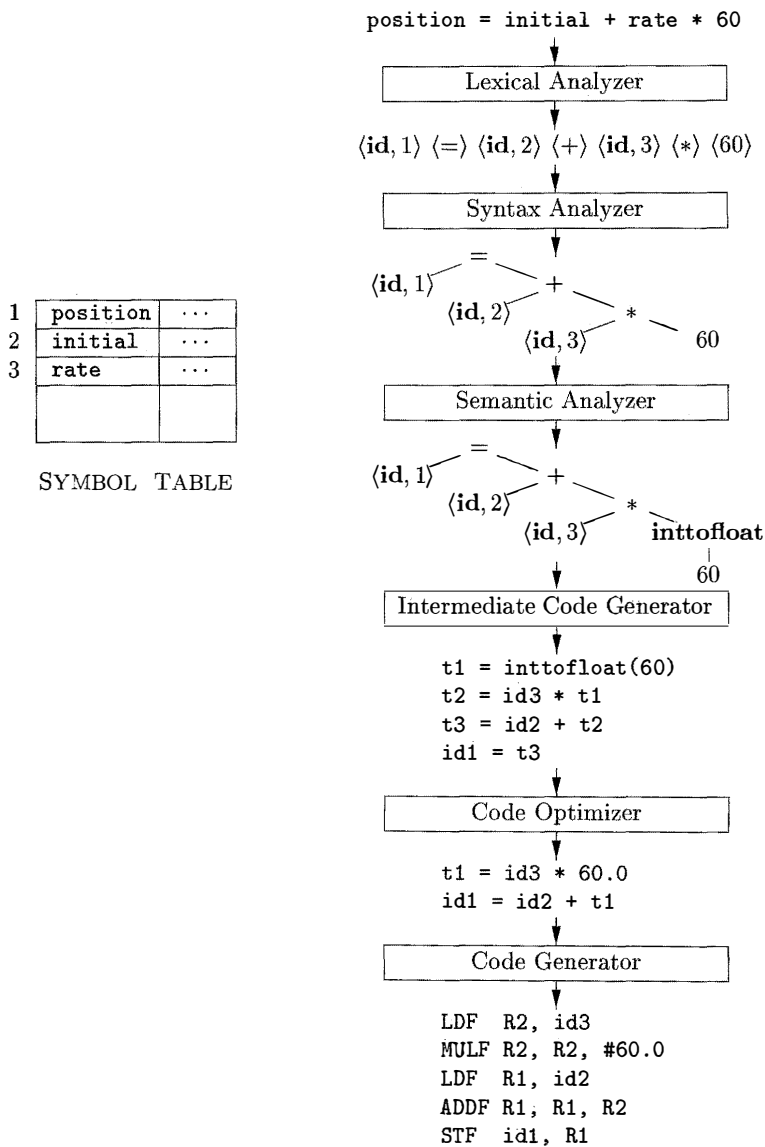 position = initial + rate * 60
Lexical Analyzer
⟨id, 1⟩ ⟨=⟩ ⟨id, 2⟩ ⟨+⟩ ⟨id, 3⟩ ⟨*⟩ ⟨60⟩
Syntax Analyzer
=
⟨id, 1⟩
+
⟨id, 2⟩
*
⟨id, 3⟩
60
1 position ···
2 initial ···
3 rate ···
SYMBOL TABLE
Semantic Analyzer
=
⟨id, 1⟩
+
⟨id, 2⟩
*
⟨id, 3⟩
inttofloat
60
Intermediate Code Generator
t1 = inttofloat(60)
t2 = id3 * t1
t3 = id2 + t2
id1 = t3
Code Optimizer
t1 = id3 * 60.0
id1 = id2 + t1
Code Generator
LDF R2, id3
MULF R2, R2, #60.0
LDF R1, id2
ADDF R1, R1, R2
STF id1, R1